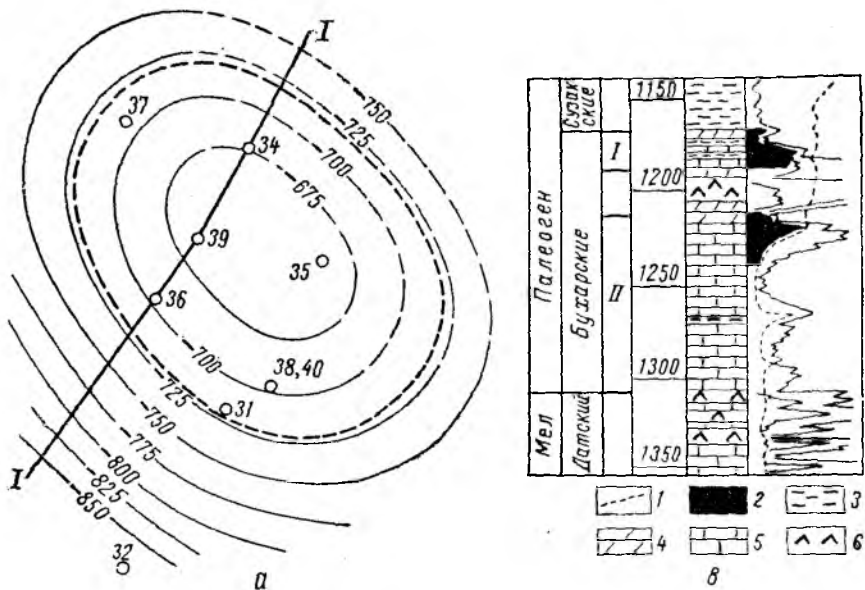 I
750
725
700
675
37
34
39
35
36
38,40
31
700
725
750
775
800
825
850
I
32
а
Палеоген
Мел
Сузак-
ские
Бухарские
Датский
I
II
1150
1200
1250
1300
1350
1
2
3
4
5
6
в